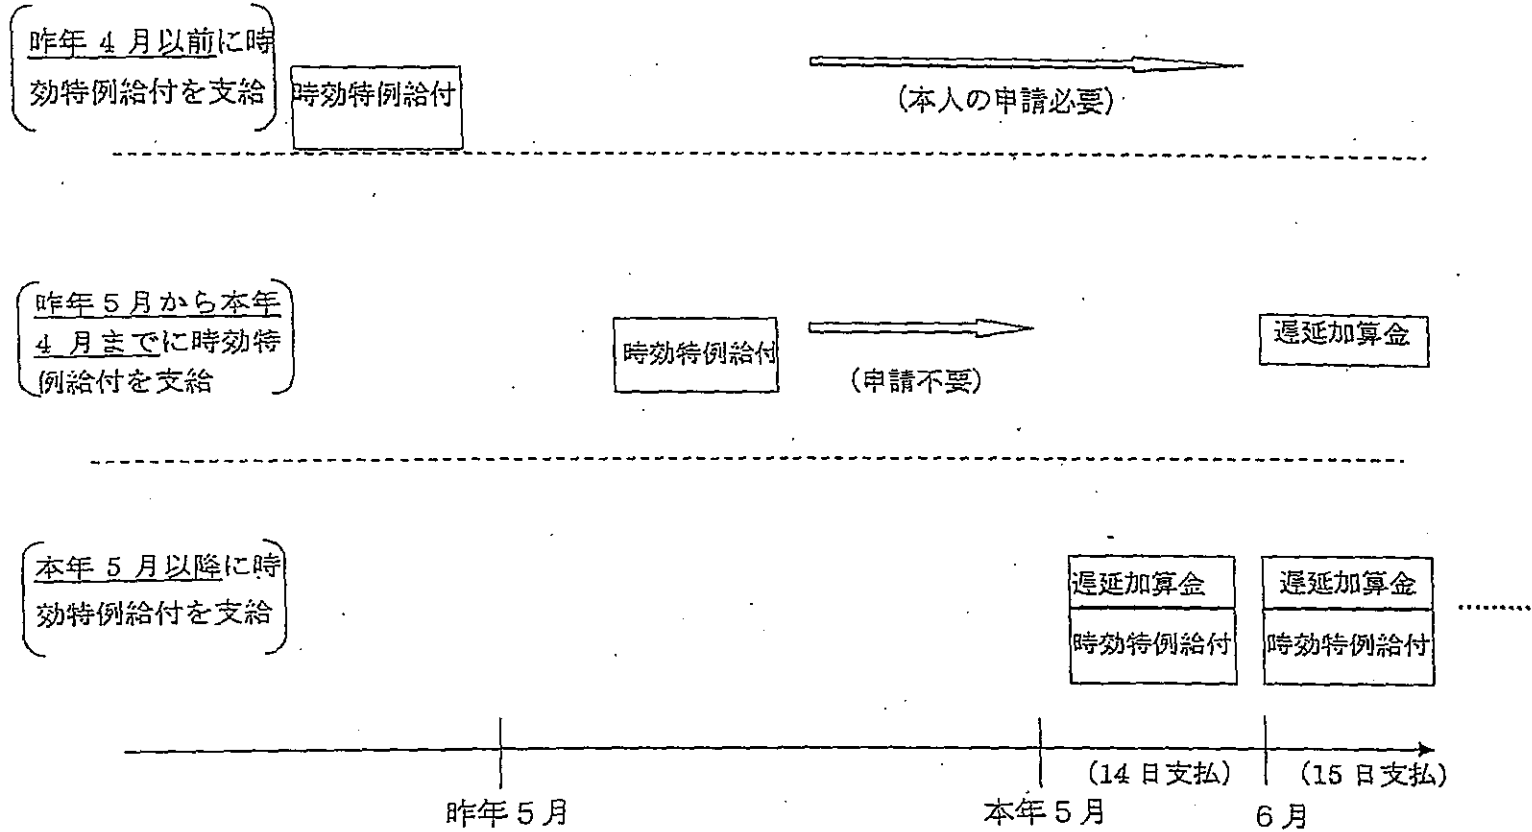 昨年4月以前に時
効特例給付を支給
時効特例給付
(本人の申請必要)
昨年5月から本年
4月までに時効特
例給付を支給
時効特例給付
(申請不要)
遅延加算金
本年5月以降に時
効特例給付を支給
遅延加算金
時効特例給付
遅延加算金
時効特例給付
(14日支払)
(15日支払)
昨年5月
本年5月
6月